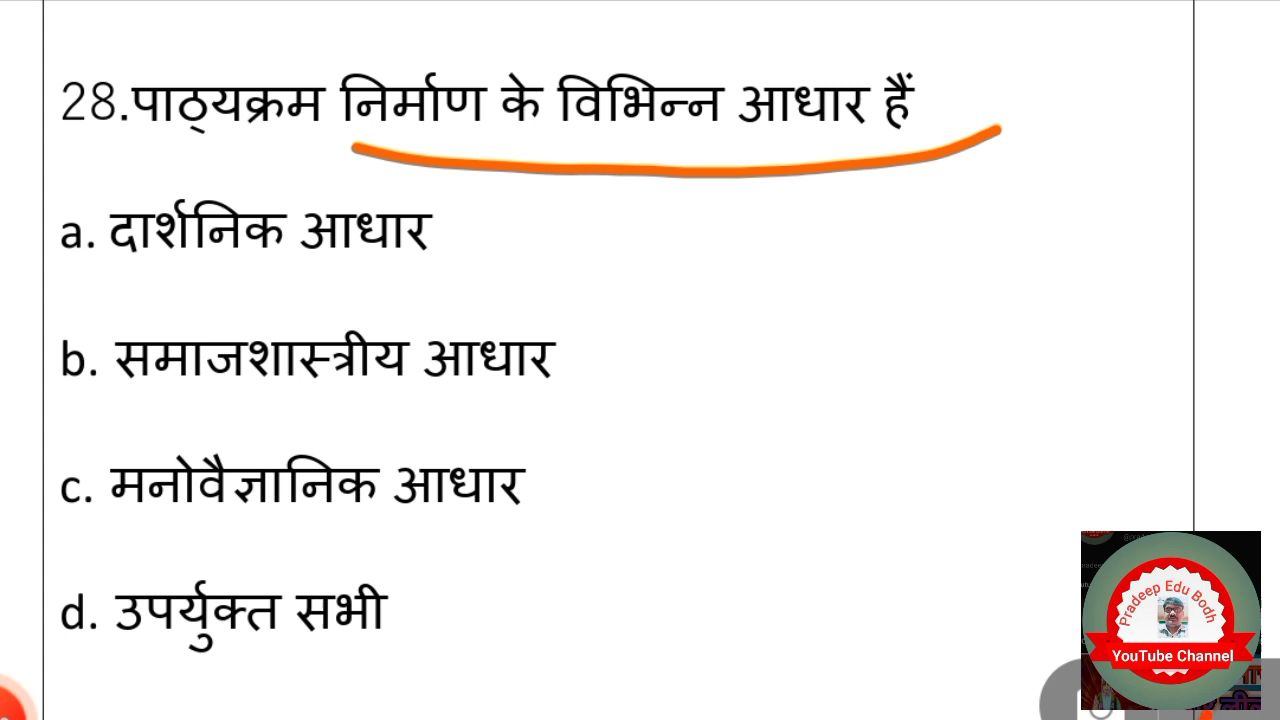 28.पाठ्यक्रम निर्माण के विभिन्न आधार हैं
a. दार्शनिक आधार
b. समाजशास्त्रीय आधार
c. मनोवैज्ञानिक आधार
d. उपर्युक्त सभी
Pradeep Edu Bodh
YouTube Channel